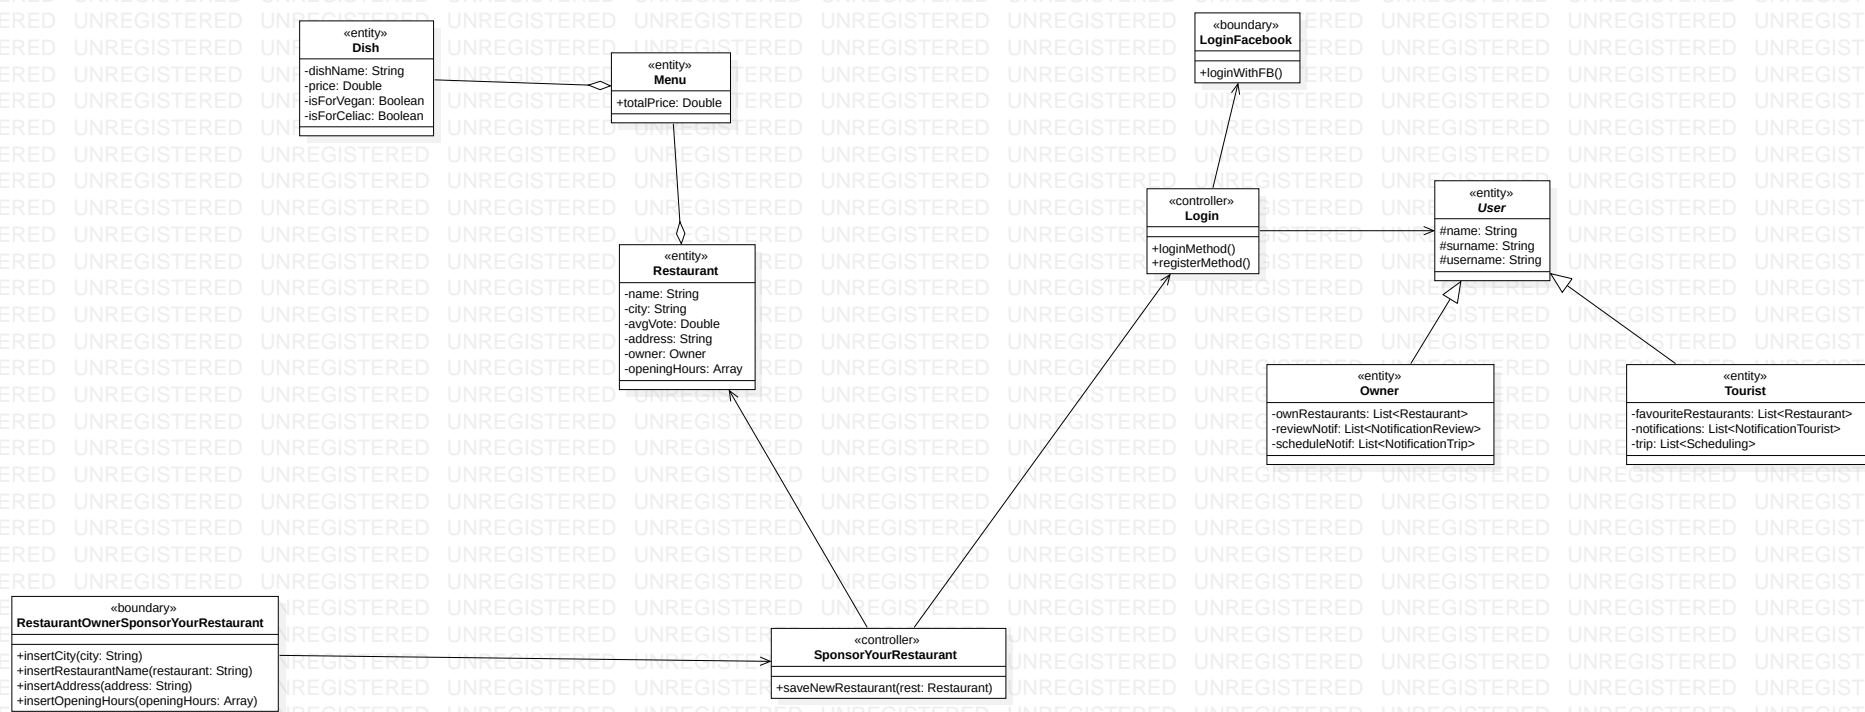 «entity»
Dish
-dishName: String
-price: Double
-isForVegan: Boolean
-isForCeliac: Boolean
«entity»
Menu
+totalPrice: Double
«boundary»
LoginFacebook
+loginWithFB()
«controller»
Login
+loginMethod()
+registerMethod()
«entity»
User
#name: String
#surname: String
#username: String
«entity»
Restaurant
-name: String
-city: String
-avgVote: Double
-address: String
-owner: Owner
-openingHours: Array
«entity»
Owner
-ownRestaurants: List<Restaurant>
-reviewNotif: List<NotificationReview>
-scheduleNotif: List<NotificationTrip>
«entity»
Tourist
-favouriteRestaurants: List<Restaurant>
-notifications: List<NotificationTourist>
-trip: List<Scheduling>
«boundary»
RestaurantOwnerSponsorYourRestaurant
+insertCity(city: String)
+insertRestaurantName(restaurant: String)
+insertAddress(address: String)
+insertOpeningHours(openingHours: Array)
«controller»
SponsorYourRestaurant
+saveNewRestaurant(rest: Restaurant)
UNREGISTERED